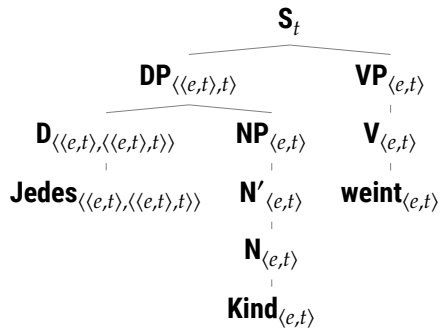 S_t
DP_{⟨⟨e,t⟩,t⟩} VP_{⟨e,t⟩}
D_{⟨⟨e,t⟩,⟨⟨e,t⟩,t⟩⟩} NP_{⟨e,t⟩} V_{⟨e,t⟩}
Jedes_{⟨⟨e,t⟩,⟨⟨e,t⟩,t⟩⟩} N′_{⟨e,t⟩} weint_{⟨e,t⟩}
N_{⟨e,t⟩}
Kind_{⟨e,t⟩}